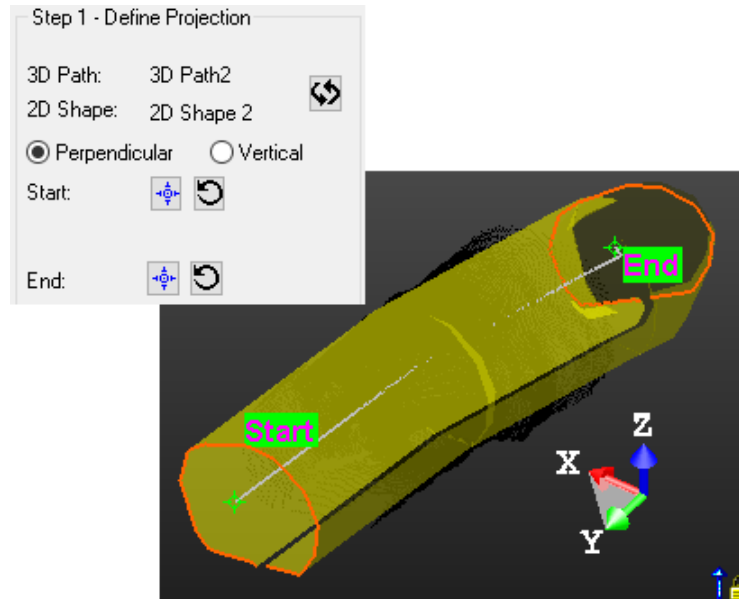 Step 1 - Define Projection
3D Path: 3D Path2
2D Shape: 2D Shape 2
Perpendicular Vertical
Start:
End:
End
Start
Z
X
Y